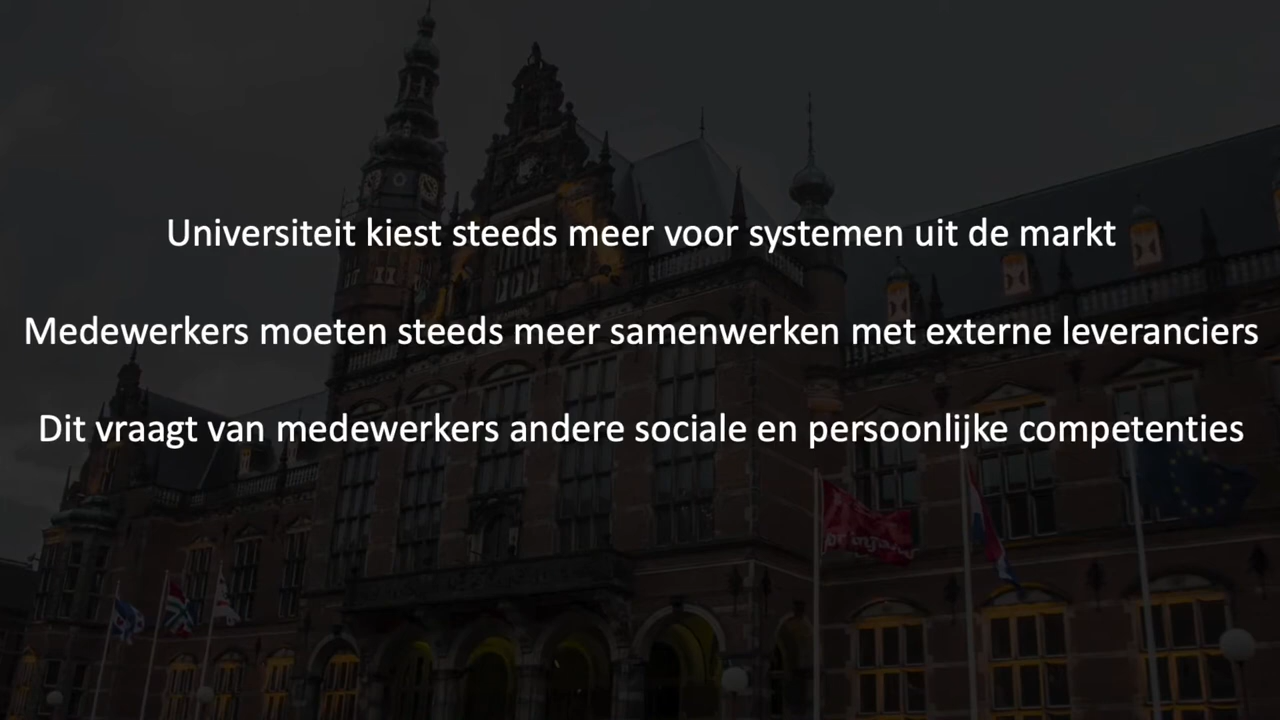 Universiteit kiest steeds meer voor systemen uit de markt
Medewerkers moeten steeds meer samenwerken met externe leveranciers
Dit vraagt van medewerkers andere sociale en persoonlijke competenties